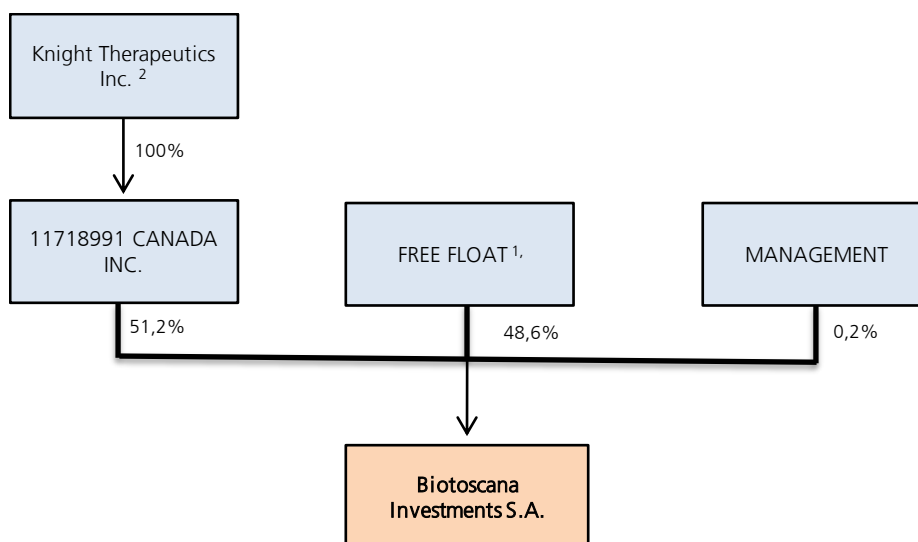 Knight Therapeutics
Inc. ²
100%
11718991 CANADA
INC.
FREE FLOAT ¹,
MANAGEMENT
51,2%
48,6%
0,2%
Biotoscana
Investments S.A.